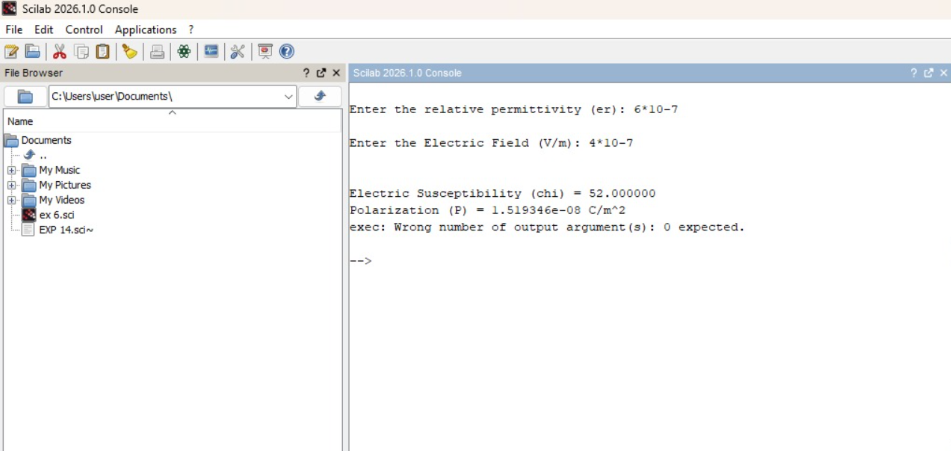 Scilab 2026.1.0 Console
File Edit Control Applications ?
File Browser ?
C:\Users\user\Documents\
Name
Documents
..
My Music
My Pictures
My Videos
ex 6.sci
EXP 14.sci~
Scilab 2026.1.0 Console ?
Enter the relative permittivity (er): 6*10-7
Enter the Electric Field (V/m): 4*10-7
Electric Susceptibility (chi) = 52.000000
Polarization (P) = 1.519346e-08 C/m^2
exec: Wrong number of output argument(s): 0 expected.
-->